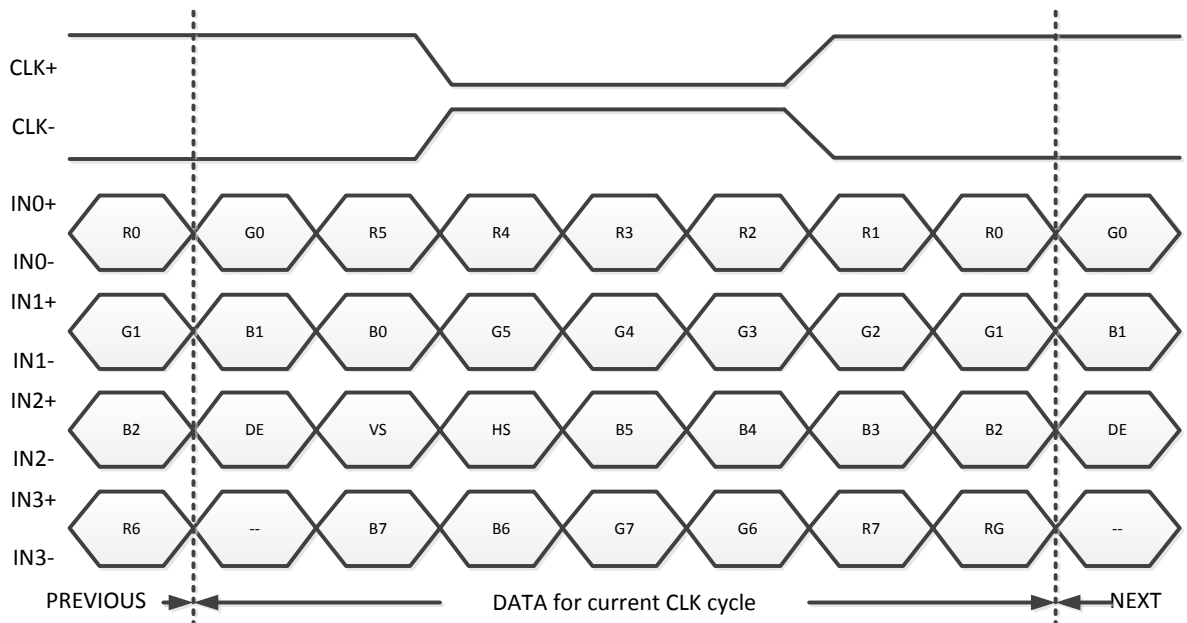 CLK+
CLK-
IN0+
R0 G0 R5 R4 R3 R2 R1 R0 G0
IN0-
IN1+
G1 B1 B0 G5 G4 G3 G2 G1 B1
IN1-
IN2+
B2 DE VS HS B5 B4 B3 B2 DE
IN2-
IN3+
R6 -- B7 B6 G7 G6 R7 RG --
IN3-
PREVIOUS DATA for current CLK cycle NEXT